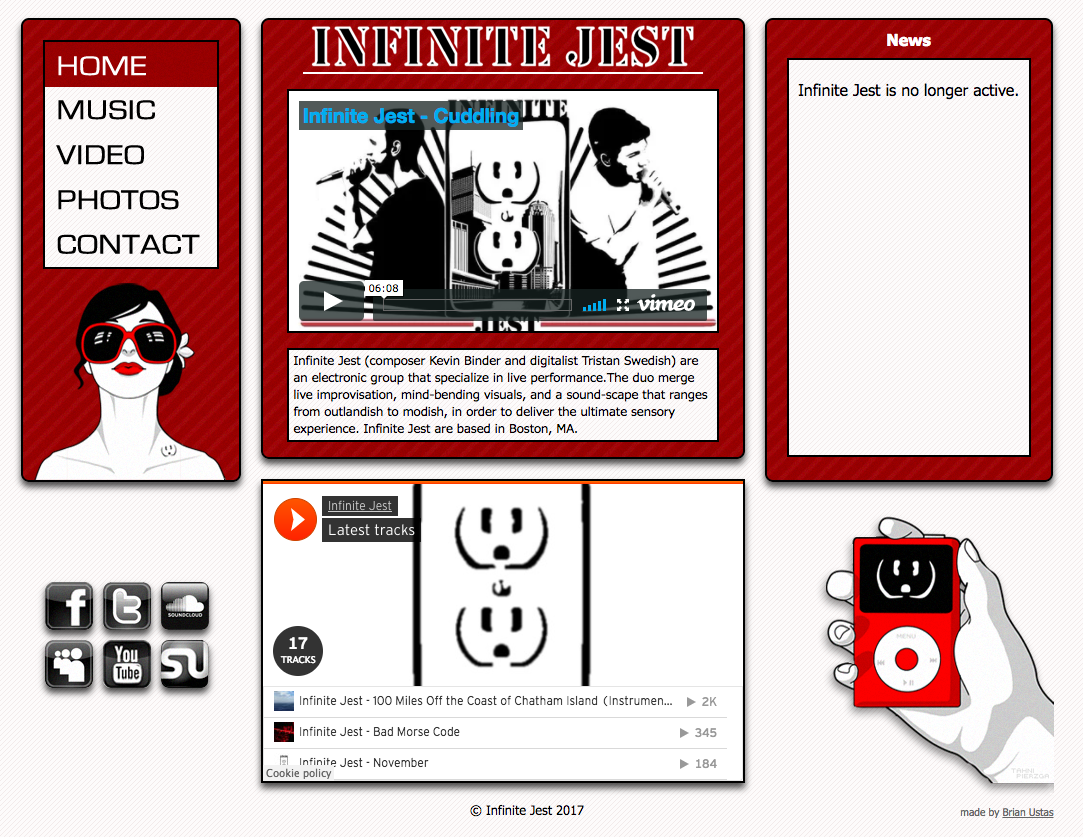 HOME
MUSIC
VIDEO
PHOTOS
CONTACT
INFINITE JEST
Infinite Jest - Cuddling
INFINITE
06:08
vimeo
JEST
Infinite Jest (composer Kevin Binder and digitalist Tristan Swedish) are
an electronic group that specialize in live performance.The duo merge
live improvisation, mind-bending visuals, and a sound-scape that ranges
from outlandish to modish, in order to deliver the ultimate sensory
experience. Infinite Jest are based in Boston, MA.
News
Infinite Jest is no longer active.
f
t
SOUNDCLOUD
You
Tube
Infinite Jest
Latest tracks
17
TRACKS
Infinite Jest - 100 Miles Off the Coast of Chatham Island (Instrumen...
2K
Infinite Jest - Bad Morse Code
345
Infinite Jest - November
184
Cookie policy
MENU
TAHNI
PIERZGA
© Infinite Jest 2017
made by Brian Ustas